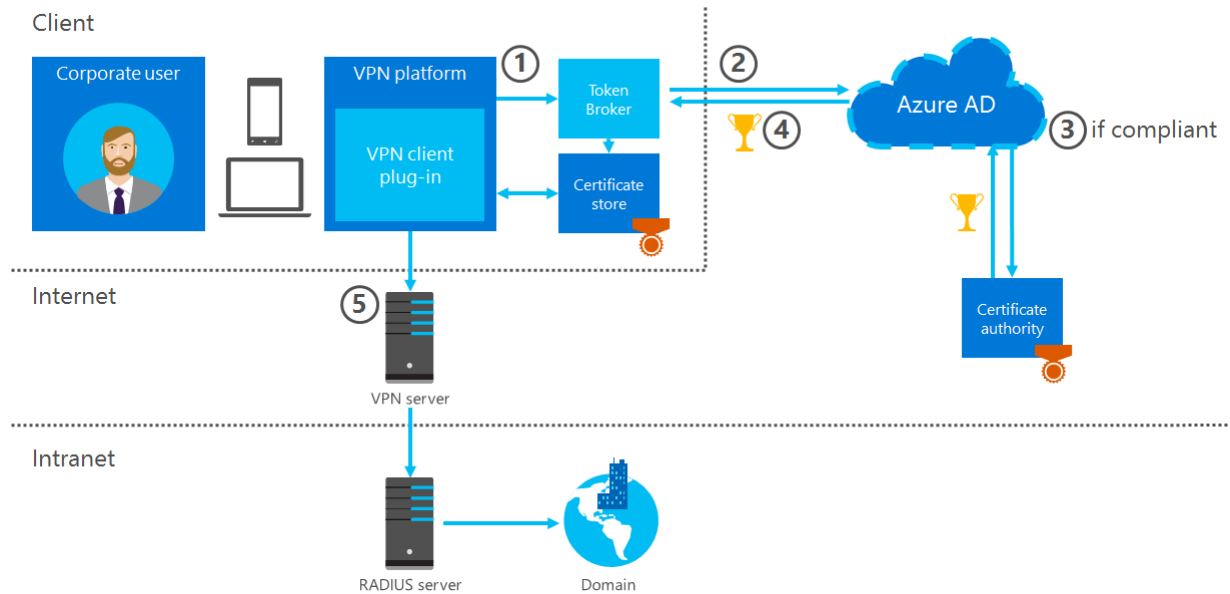 Client
Corporate user
VPN platform
VPN client
plug-in
1
Token
Broker
Certificate
store
2
4
Azure AD
3 if compliant
Certificate
authority
Internet
5
VPN server
Intranet
RADIUS server
Domain